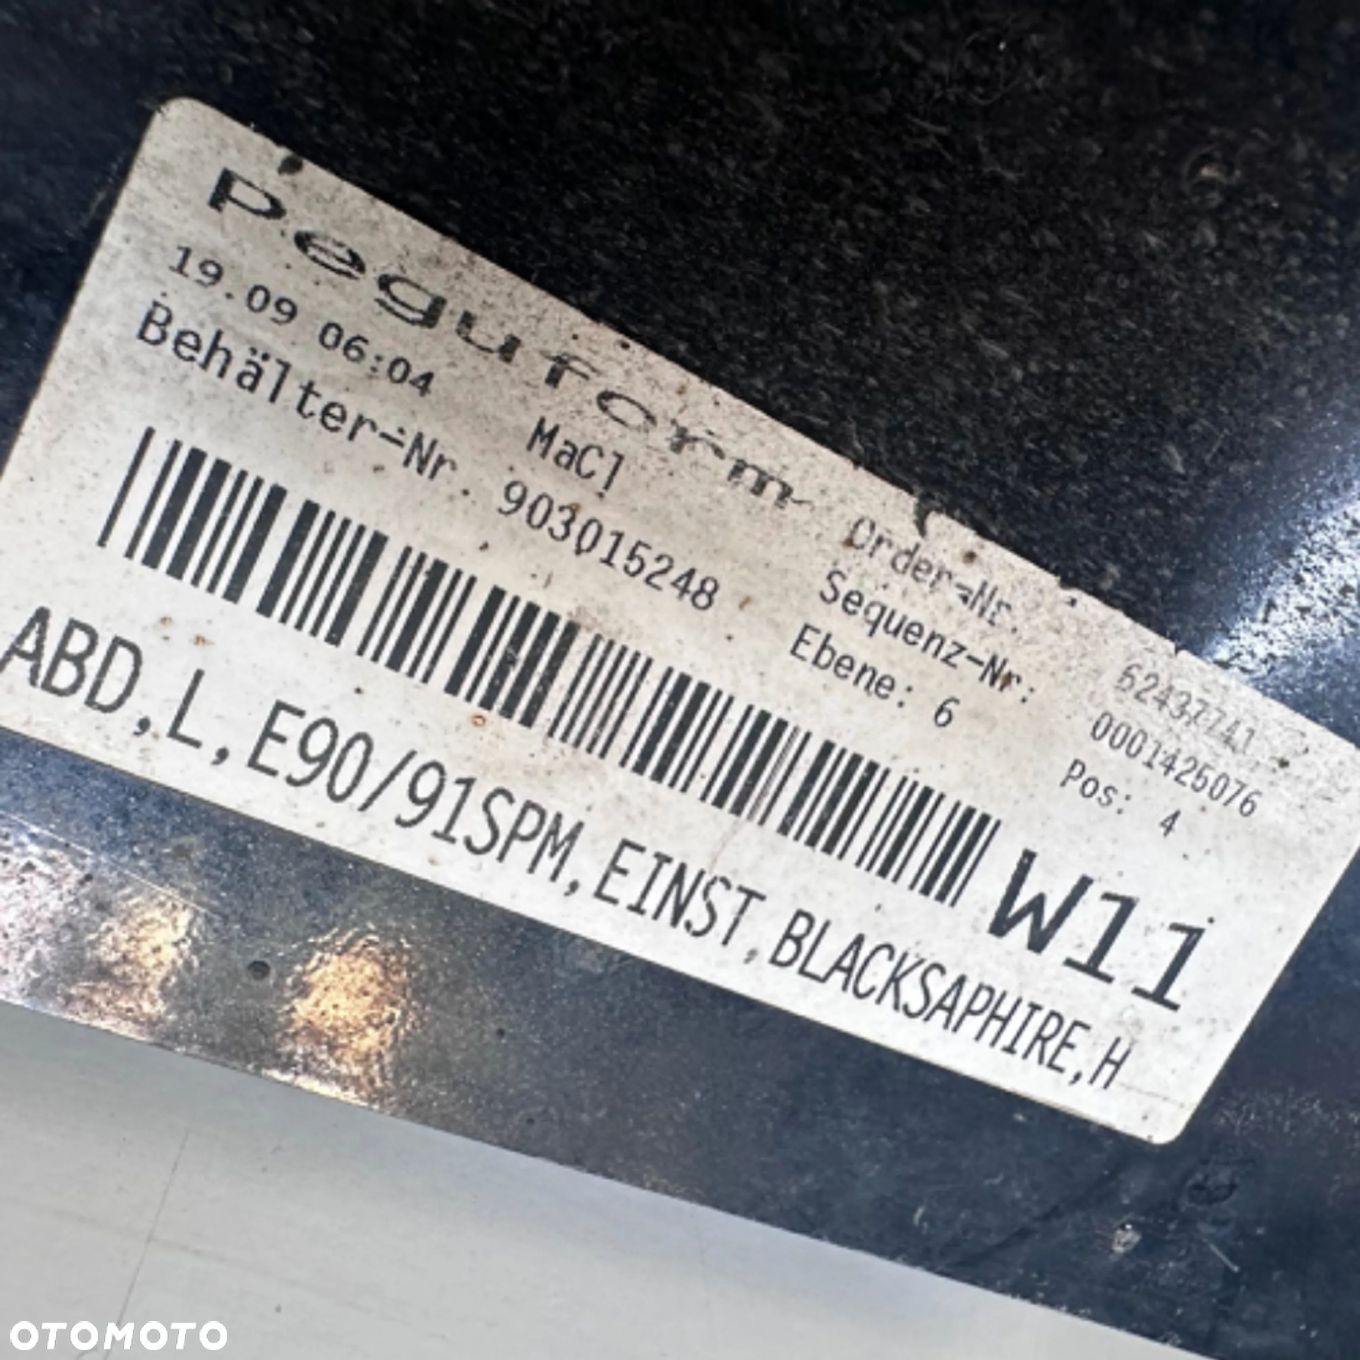 Peguform
19.09 06:04 MaCl Order-Nr. 62437741
Behälter-Nr. 903015248 Sequenz-Nr: 0001425076
Ebene: 6 Pos: 4
W11
ABD,L,E90/91SPM,EINST,BLACKSAPHIRE,H
OTOMOTO